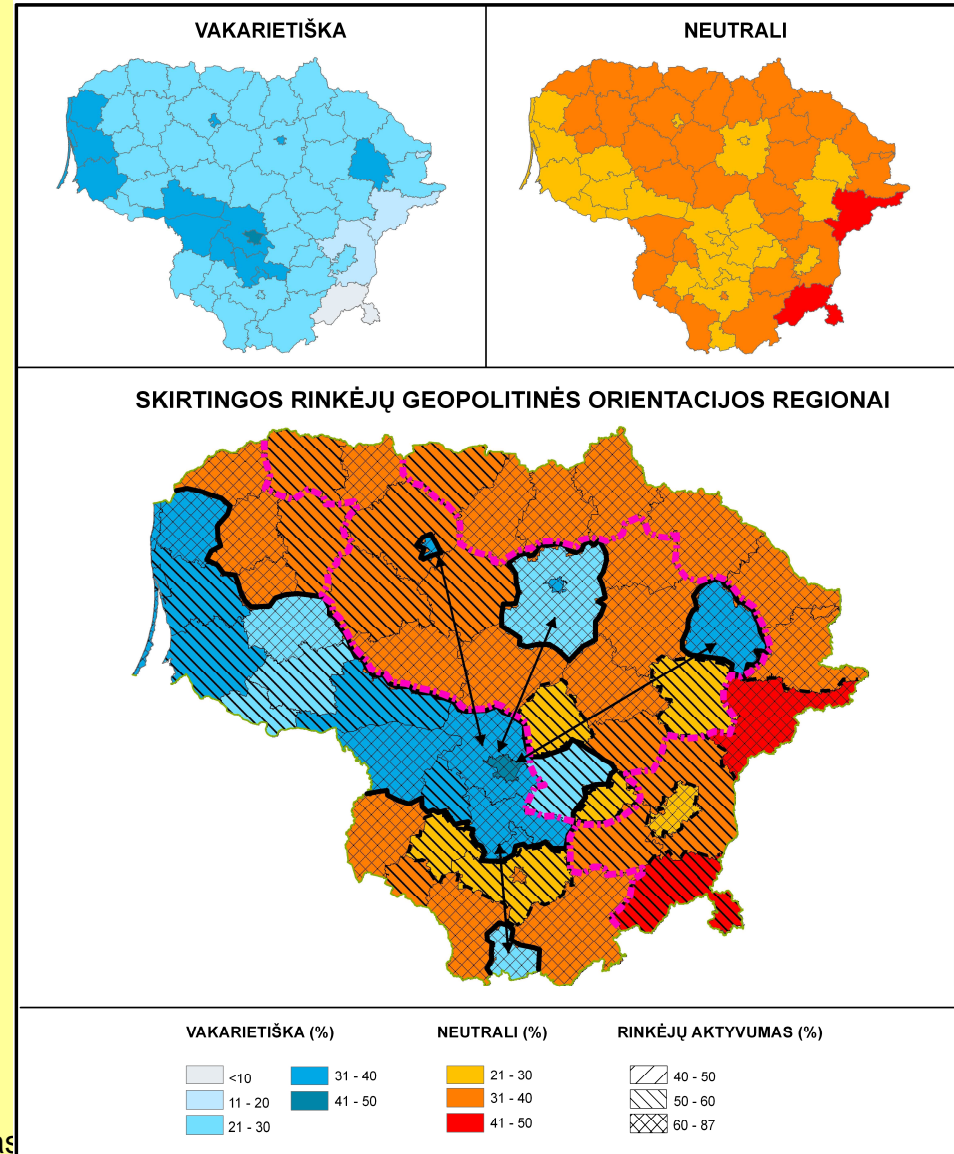 VAKARIETIŠKA
NEUTRALI
SKIRTINGOS RINKĖJŲ GEOPOLITINĖS ORIENTACIJOS REGIONAI
VAKARIETIŠKA (%)
<10
11 - 20
21 - 30
31 - 40
41 - 50
NEUTRALI (%)
21 - 30
31 - 40
41 - 50
RINKĖJŲ AKTYVUMAS (%)
40 - 50
50 - 60
60 - 87
as